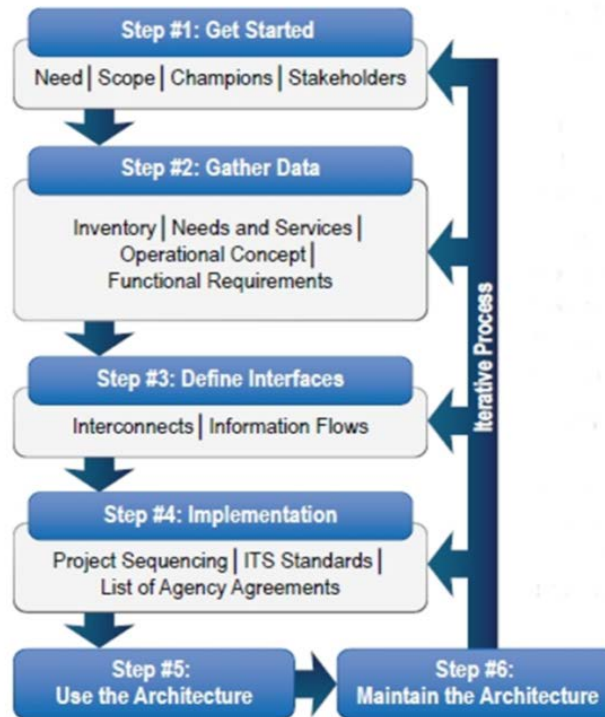 Step #1: Get Started
Need | Scope | Champions | Stakeholders
Step #2: Gather Data
Inventory | Needs and Services |
Operational Concept |
Functional Requirements
Step #3: Define Interfaces
Interconnects | Information Flows
Step #4: Implementation
Project Sequencing | ITS Standards |
List of Agency Agreements
Step #5:
Use the Architecture
Step #6:
Maintain the Architecture
Iterative Process